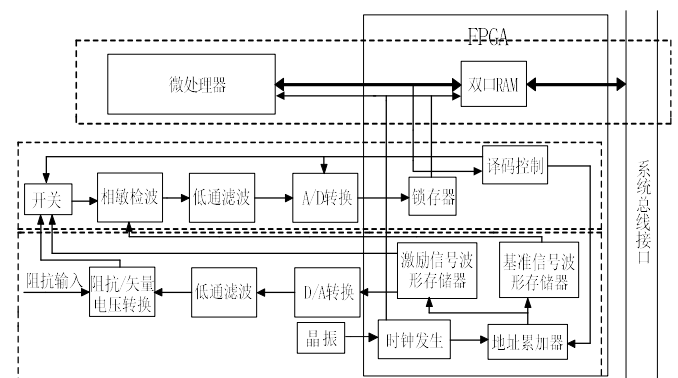 FPGA
微处理器
双口RAM
译码控制
开关
相敏检波
低通滤波
A/D转换
锁存器
系统总线接口
激励信号波
形存储器
基准信号波
形存储器
阻抗输入
阻抗/矢量
电压转换
低通滤波
D/A转换
晶振
时钟发生
地址累加器